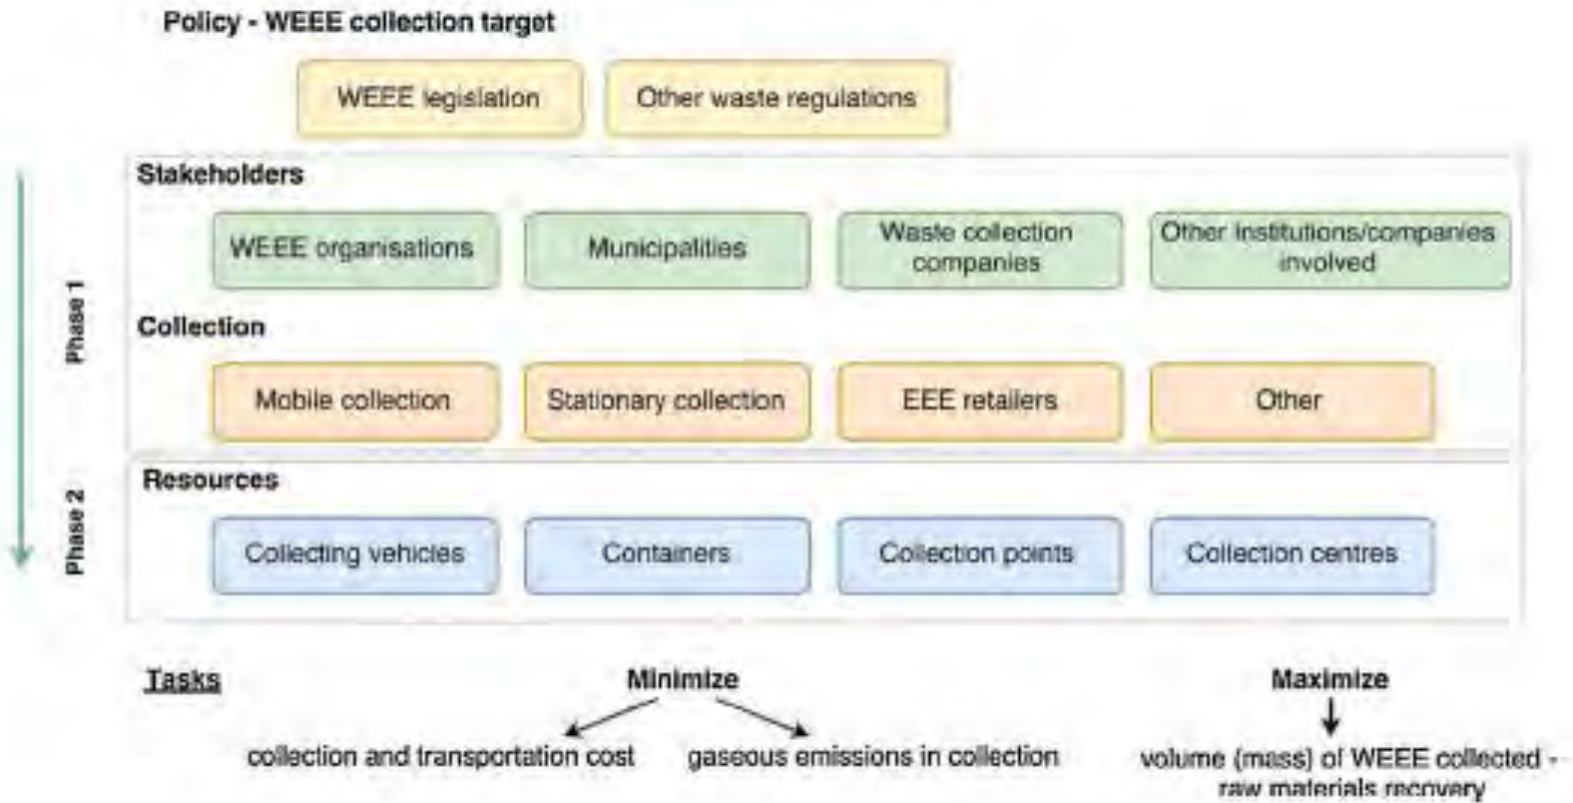 Policy - WEEE collection target
WEEE legislation
Other waste regulations
Stakeholders
WEEE organisations
Municipalities
Waste collection
companies
Other Institutions/companies
involved
Phase 1
Collection
Mobile collection
Stationary collection
EEE retailers
Other
Resources
Phase 2
Collecting vehicles
Containers
Collection points
Collection centres
Tasks
Minimize
Maximize
collection and transportation cost
gaseous emissions in collection
volume (mass) of WEEE collected -
raw materials recovery